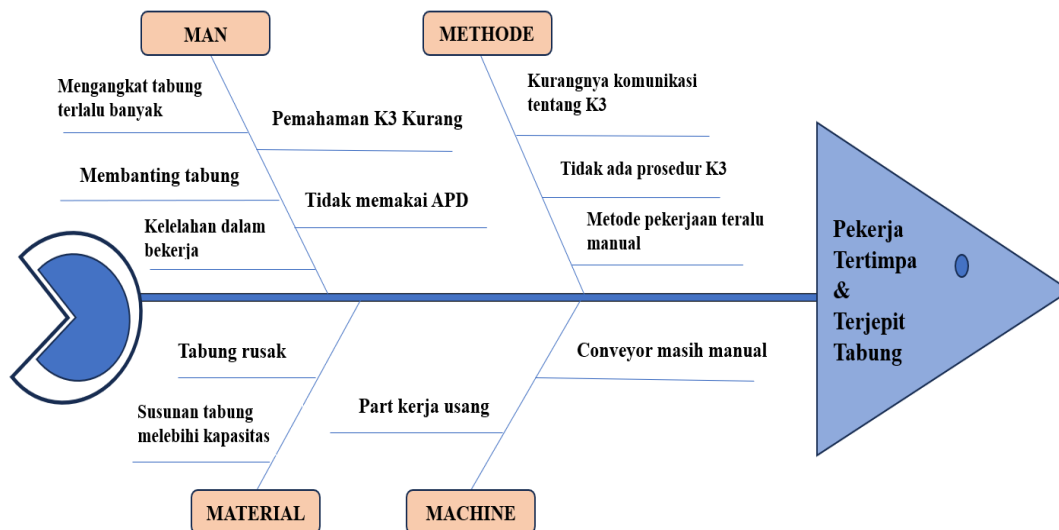 MAN
Mengangkat tabung
terlalu banyak
Pemahaman K3 Kurang
Membanting tabung
Tidak memakai APD
Kelelahan dalam
bekerja
METHODE
Kurangnya komunikasi
tentang K3
Tidak ada prosedur K3
Metode pekerjaan teralu
manual
Pekerja
Tertimpa
&
Terjepit
Tabung
Tabung rusak
Susunan tabung
melebihi kapasitas
MATERIAL
Conveyor masih manual
Part kerja usang
MACHINE